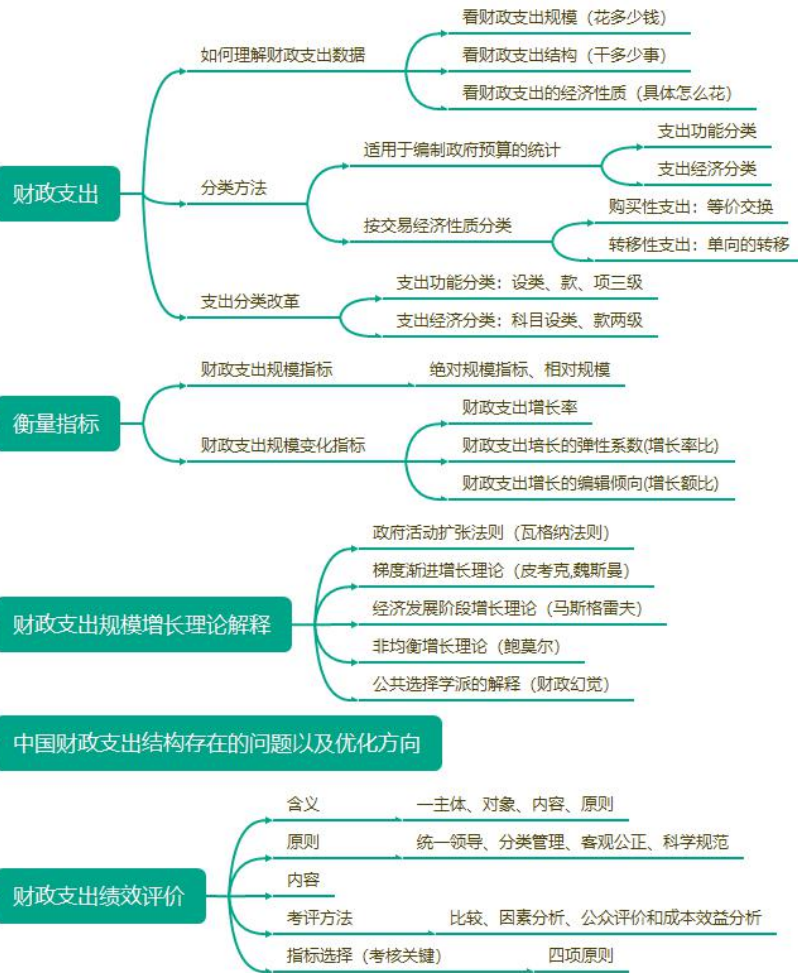 财政支出
如何理解财政支出数据
看财政支出规模（花多少钱）
看财政支出结构（干多少事）
看财政支出的经济性质（具体怎么花）
分类方法
适用于编制政府预算的统计
支出功能分类
支出经济分类
按交易经济性质分类
购买性支出：等价交换
转移性支出：单向的转移
支出分类改革
支出功能分类：设类、款、项三级
支出经济分类：科目设类、款两级
衡量指标
财政支出规模指标
绝对规模指标、相对规模
财政支出规模变化指标
财政支出增长率
财政支出培长的弹性系数(增长率比)
财政支出增长的编辑倾向(增长额比)
财政支出规模增长理论解释
政府活动扩张法则（瓦格纳法则）
梯度渐进增长理论（皮考克,魏斯曼）
经济发展阶段增长理论（马斯格雷夫）
非均衡增长理论（鲍莫尔）
公共选择学派的解释（财政幻觉）
中国财政支出结构存在的问题以及优化方向
财政支出绩效评价
含义
一主体、对象、内容、原则
原则
统一领导、分类管理、客观公正、科学规范
内容
考评方法
比较、因素分析、公众评价和成本效益分析
指标选择（考核关键）
四项原则